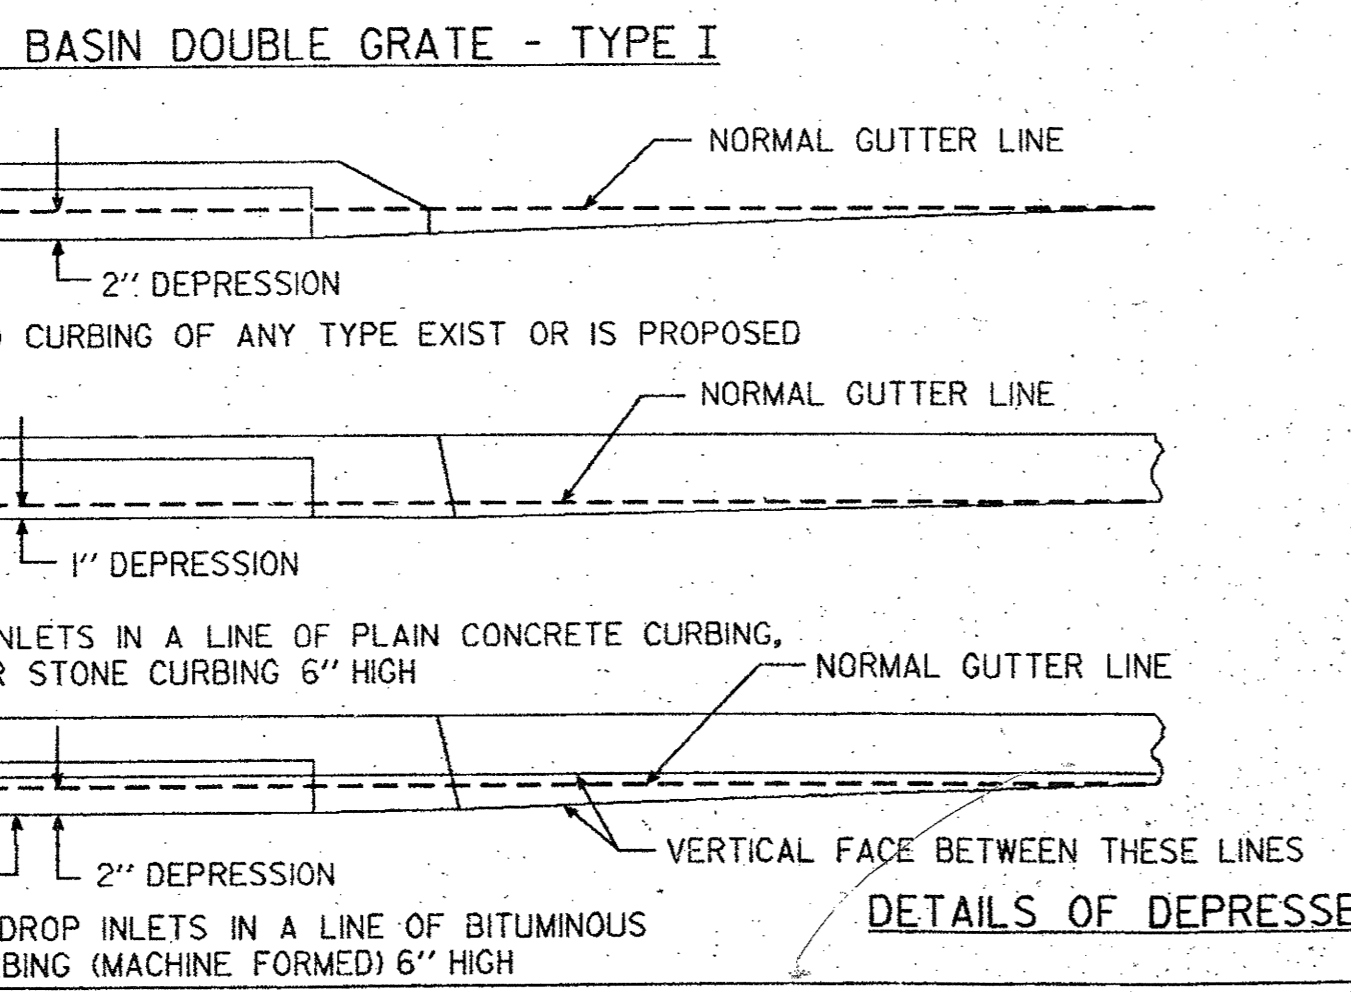 BASIN DOUBLE GRATE - TYPE I
NORMAL GUTTER LINE
2" DEPRESSION
CURBING OF ANY TYPE EXIST OR IS PROPOSED
NORMAL GUTTER LINE
1" DEPRESSION
NLETS IN A LINE OF PLAIN CONCRETE CURBING,
R STONE CURBING 6" HIGH
NORMAL GUTTER LINE
VERTICAL FACE BETWEEN THESE LINES
2" DEPRESSION
DETAILS OF DEPRESSE
DROP INLETS IN A LINE OF BITUMINOUS
BING (MACHINE FORMED) 6" HIGH